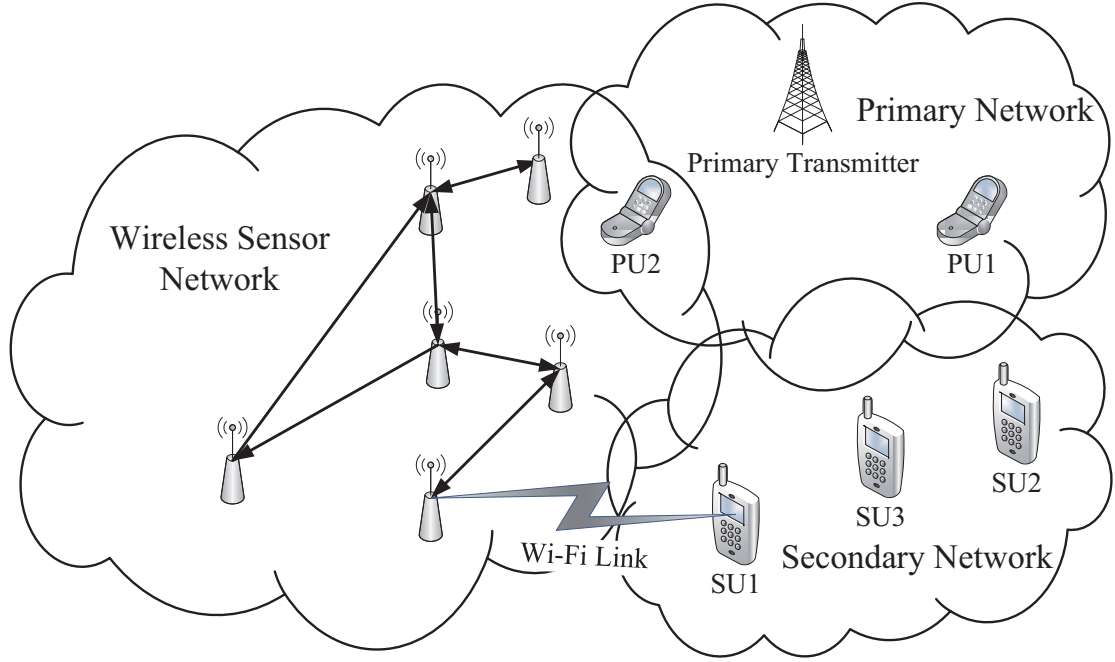 Primary Network
Primary Transmitter
Wireless Sensor
Network
PU2
PU1
SU2
SU3
Wi-Fi Link
Secondary Network
SU1